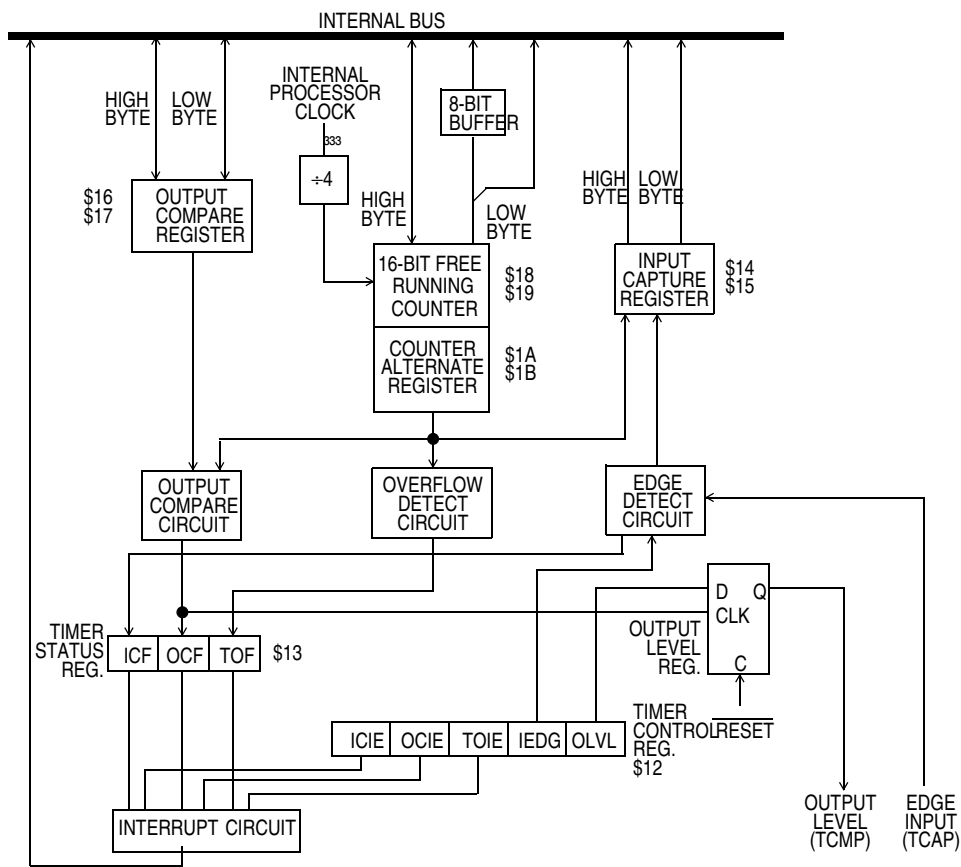 INTERNAL BUS
HIGH
BYTE
LOW
BYTE
INTERNAL
PROCESSOR
CLOCK
333
÷4
8-BIT
BUFFER
HIGH
BYTE
LOW
BYTE
HIGH
BYTE
LOW
BYTE
$16
$17
OUTPUT
COMPARE
REGISTER
16-BIT FREE
RUNNING
COUNTER
$18
$19
COUNTER
ALTERNATE
REGISTER
$1A
$1B
INPUT
CAPTURE
REGISTER
$14
$15
OUTPUT
COMPARE
CIRCUIT
OVERFLOW
DETECT
CIRCUIT
EDGE
DETECT
CIRCUIT
D Q
CLK
C
OUTPUT
LEVEL
REG.
RESET
TIMER
STATUS
REG.
ICF OCF TOF
$13
ICIE OCIE TOIE IEDG OLVL
TIMER
CONTROL
REG.
$12
INTERRUPT CIRCUIT
OUTPUT
LEVEL
(TCMP)
EDGE
INPUT
(TCAP)